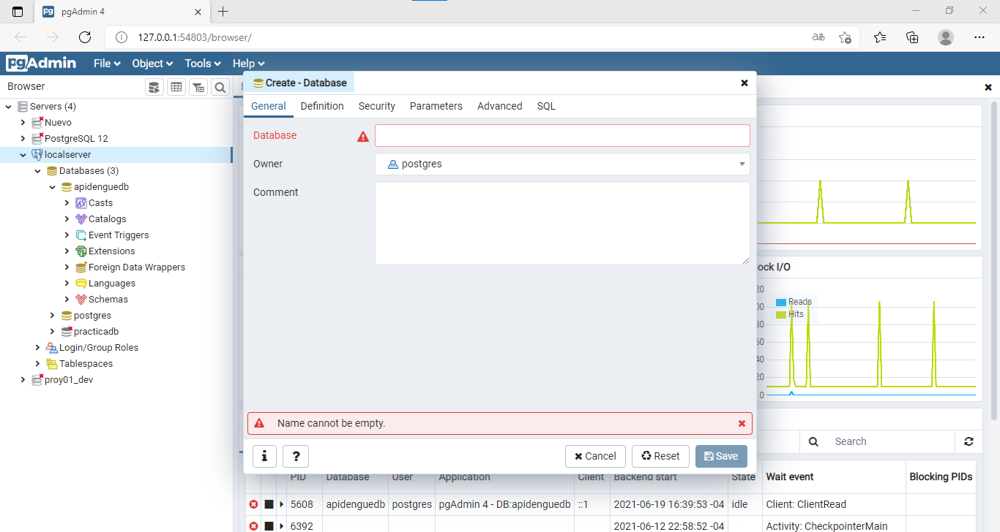 pgAdmin 4
127.0.0.1:54803/browser/
aあ
pgAdmin File Object Tools Help
Browser
Servers (4)
Nuevo
PostgreSQL 12
localserver
Databases (3)
apidenguedb
Casts
Catalogs
Event Triggers
Extensions
Foreign Data Wrappers
Languages
Schemas
postgres
practicadb
Login/Group Roles
Tablespaces
proy01_dev
Create - Database
General Definition Security Parameters Advanced SQL
Database
Owner postgres
Comment
Name cannot be empty.
i ? Cancel Reset Save
ock I/O
Reads
Hits
20
00
80
60
40
20
0
Search
PID Database User Application Client Backend start State Wait event Blocking PIDs
5608 apidenguedb postgres pgAdmin 4 - DB:apidenguedb ::1 2021-06-19 16:39:53 -04 idle Client: ClientRead
6392 2021-06-12 22:58:52 -04 Activity: CheckpointerMain